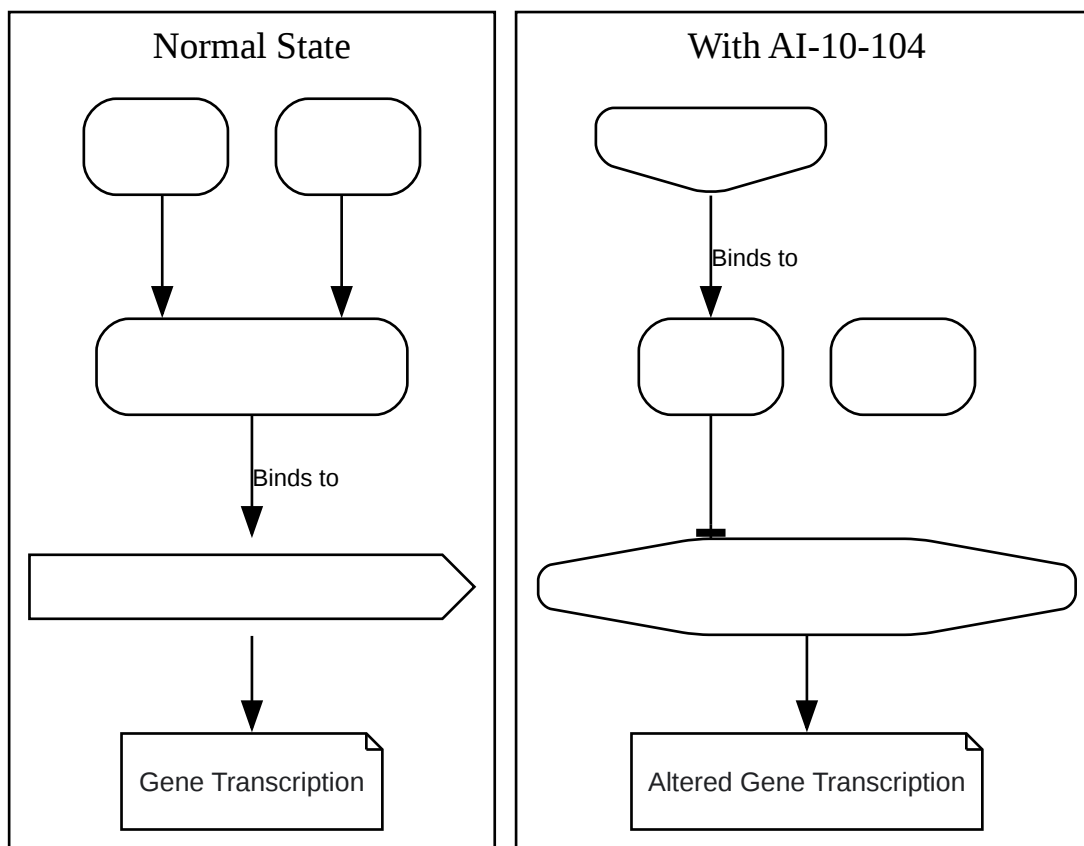 Normal State
Binds to
Gene Transcription
With AI-10-104
Binds to
Altered Gene Transcription